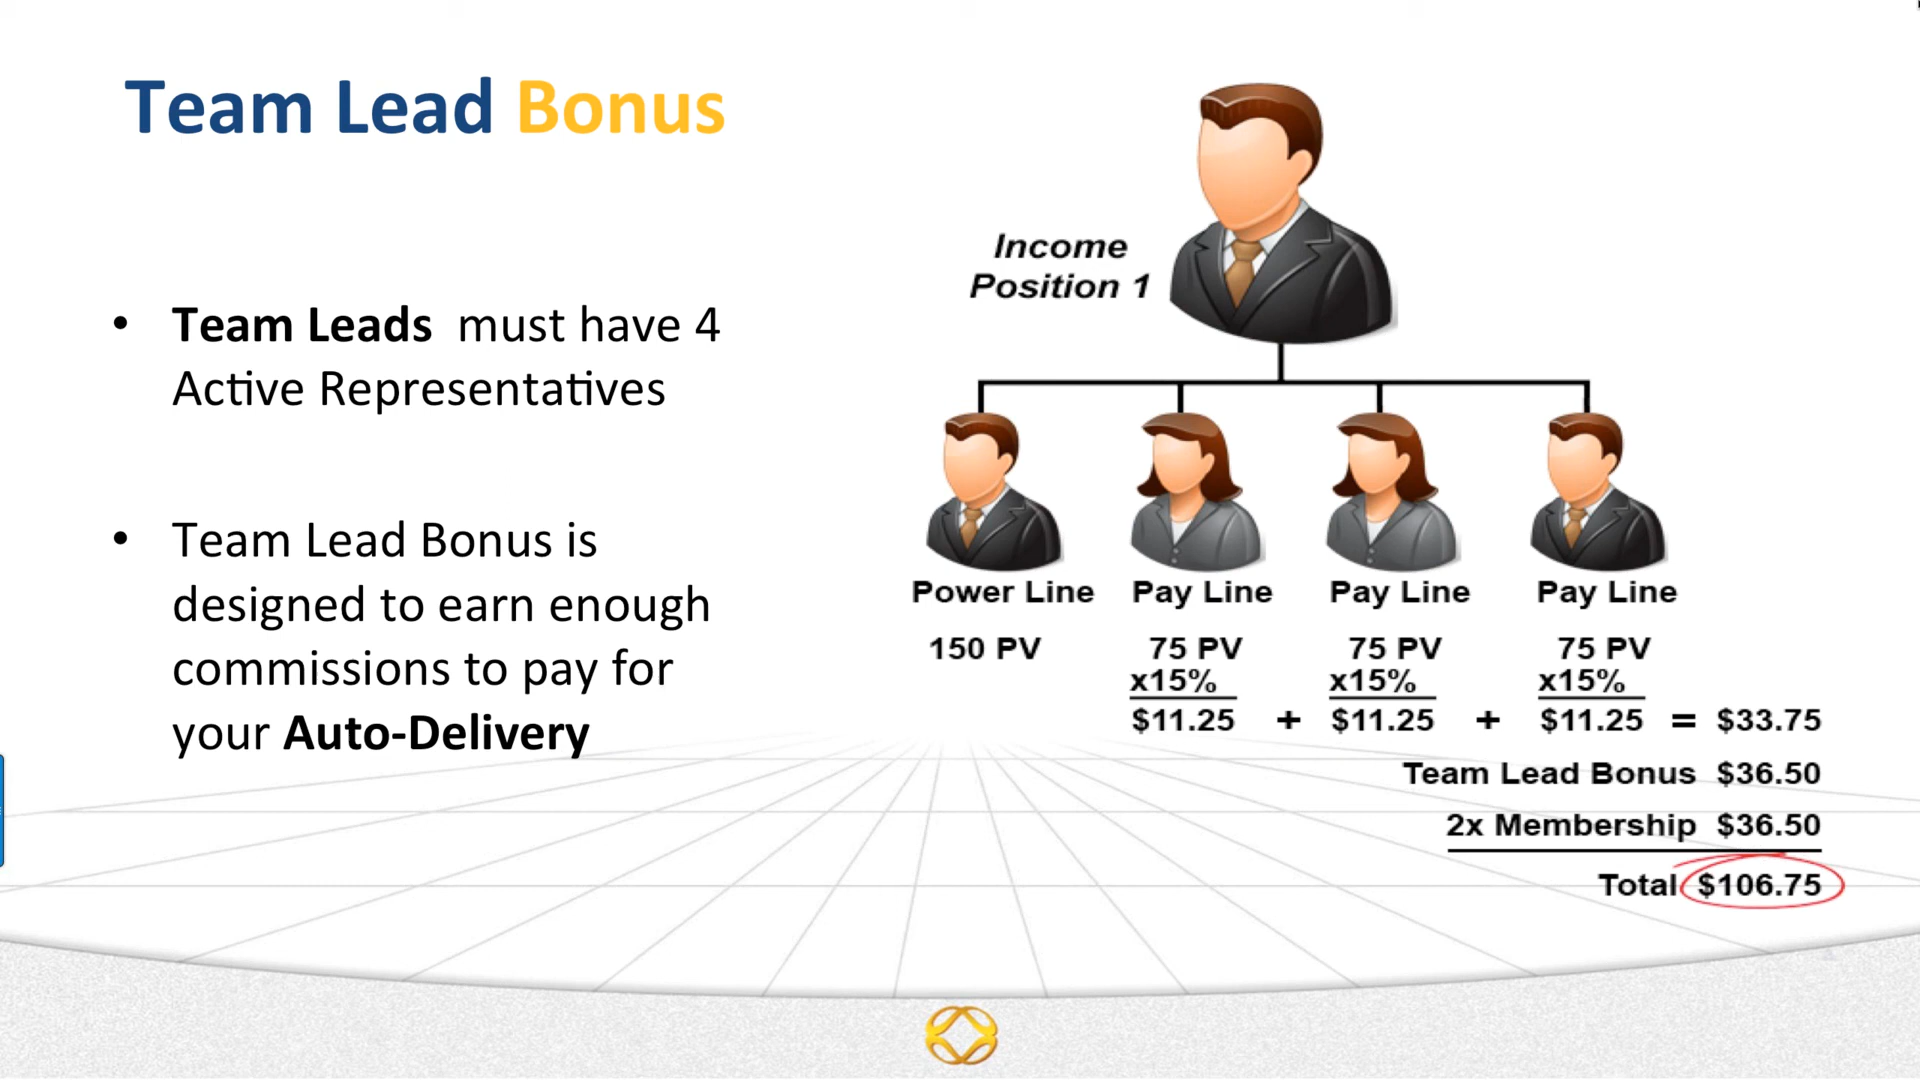 Team Lead Bonus
• Team Leads must have 4
Active Representatives
• Team Lead Bonus is
designed to earn enough
commissions to pay for
your Auto-Delivery
Income
Position 1
Power Line Pay Line Pay Line Pay Line
150 PV 75 PV 75 PV 75 PV
x15% x15% x15%
$11.25 + $11.25 + $11.25 = $33.75
Team Lead Bonus $36.50
2x Membership $36.50
Total $106.75